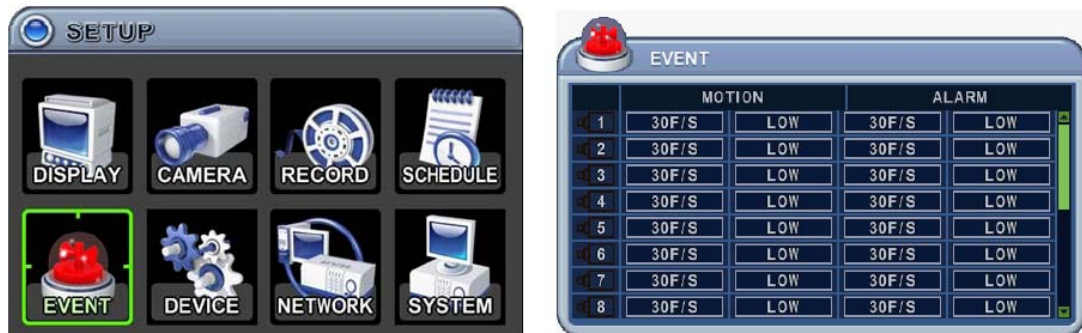 SETUP
DISPLAY CAMERA RECORD SCHEDULE
EVENT DEVICE NETWORK SYSTEM
EVENT
MOTION ALARM
1 30F/S LOW 30F/S LOW
2 30F/S LOW 30F/S LOW
3 30F/S LOW 30F/S LOW
4 30F/S LOW 30F/S LOW
5 30F/S LOW 30F/S LOW
6 30F/S LOW 30F/S LOW
7 30F/S LOW 30F/S LOW
8 30F/S LOW 30F/S LOW